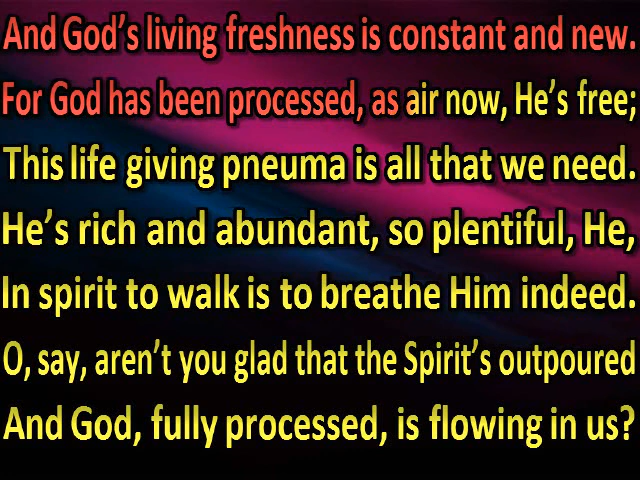 And God's living freshness is constant and new.
For God has been processed, as air now, He's free;
This life giving pneuma is all that we need.
He's rich and abundant, so plentiful, He,
In spirit to walk is to breathe Him indeed.
O, say, aren't you glad that the Spirit's outpoured
And God, fully processed, is flowing in us?